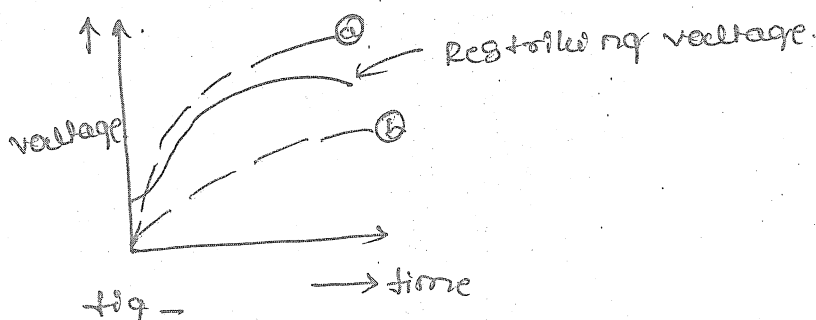 ⓐ
Restriking voltage.
voltage
ⓑ
→ time
fig –